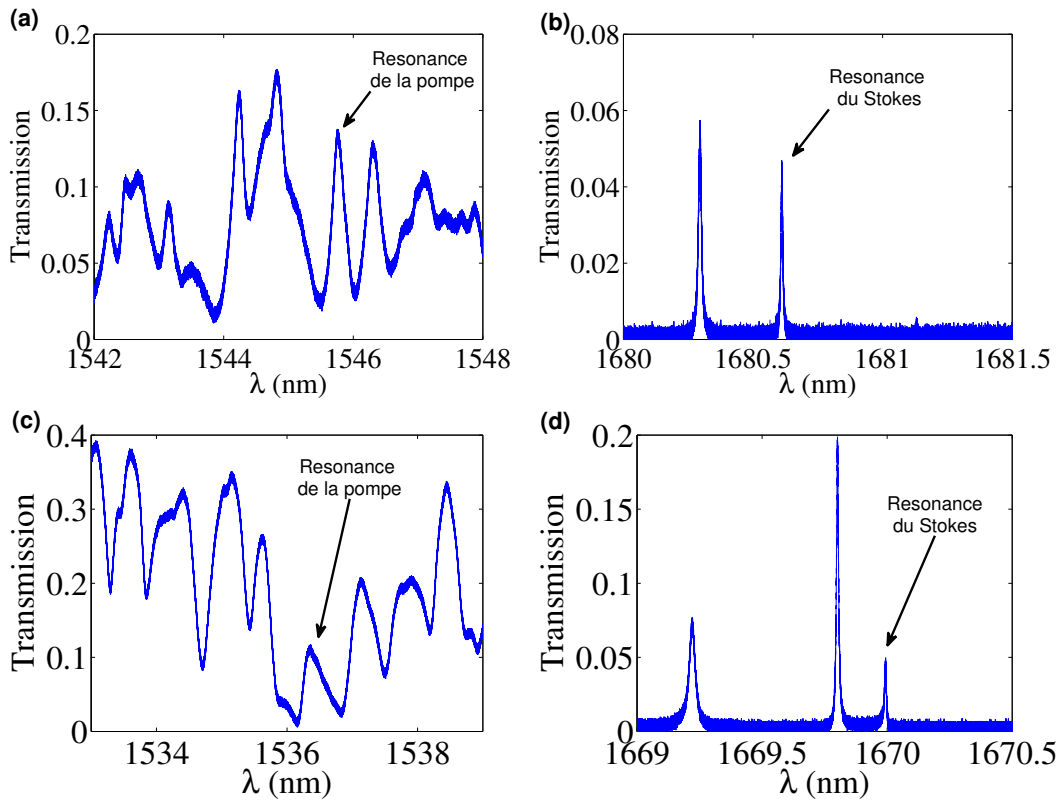 (a)
0.2
0.15
0.1
0.05
0
Transmission
Resonance
de la pompe
1542
1544
1546
1548
λ (nm)
(b)
0.08
0.06
0.04
0.02
0
Transmission
Resonance
du Stokes
1680
1680.5
1681
1681.5
λ (nm)
(c)
0.4
0.3
0.2
0.1
0
Transmission
Resonance
de la pompe
1534
1536
1538
λ (nm)
(d)
0.2
0.15
0.1
0.05
0
Transmission
Resonance
du Stokes
1669
1669.5
1670
1670.5
λ (nm)